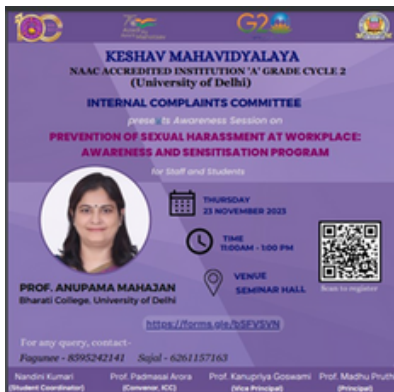 KESHAV MAHAVIDYALAYA
NAAC ACCREDITED INSTITUTION 'A' GRADE CYCLE 2
(University of Delhi)
INTERNAL COMPLAINTS COMMITTEE
presents Awareness Session on
PREVENTION OF SEXUAL HARASSMENT AT WORKPLACE:
AWARENESS AND SENSITISATION PROGRAM
for Staff and Students
THURSDAY
23 NOVEMBER 2023
TIME
11:00AM- 1:00 PM
VENUE
SEMINAR HALL
Scan to register
PROF. ANUPAMA MAHAJAN
Bharati College, University of Delhi
https://forms.gle/bSFVSVN
For any query, contact-
Fagunee - 8595242141 Sujal - 6261157163
Nandini Kumari Prof. Padmasai Arora Prof. Kanupriya Goswami Prof. Madhu Pruth
(Student Coordinator) (Convenor, ICC) (Vice Principal) (Principal)